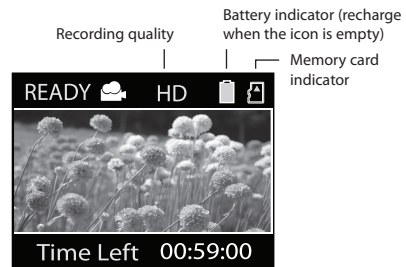 Battery indicator (recharge
when the icon is empty)
Recording quality
Memory card
indicator
READY HD
Time Left 00:59:00